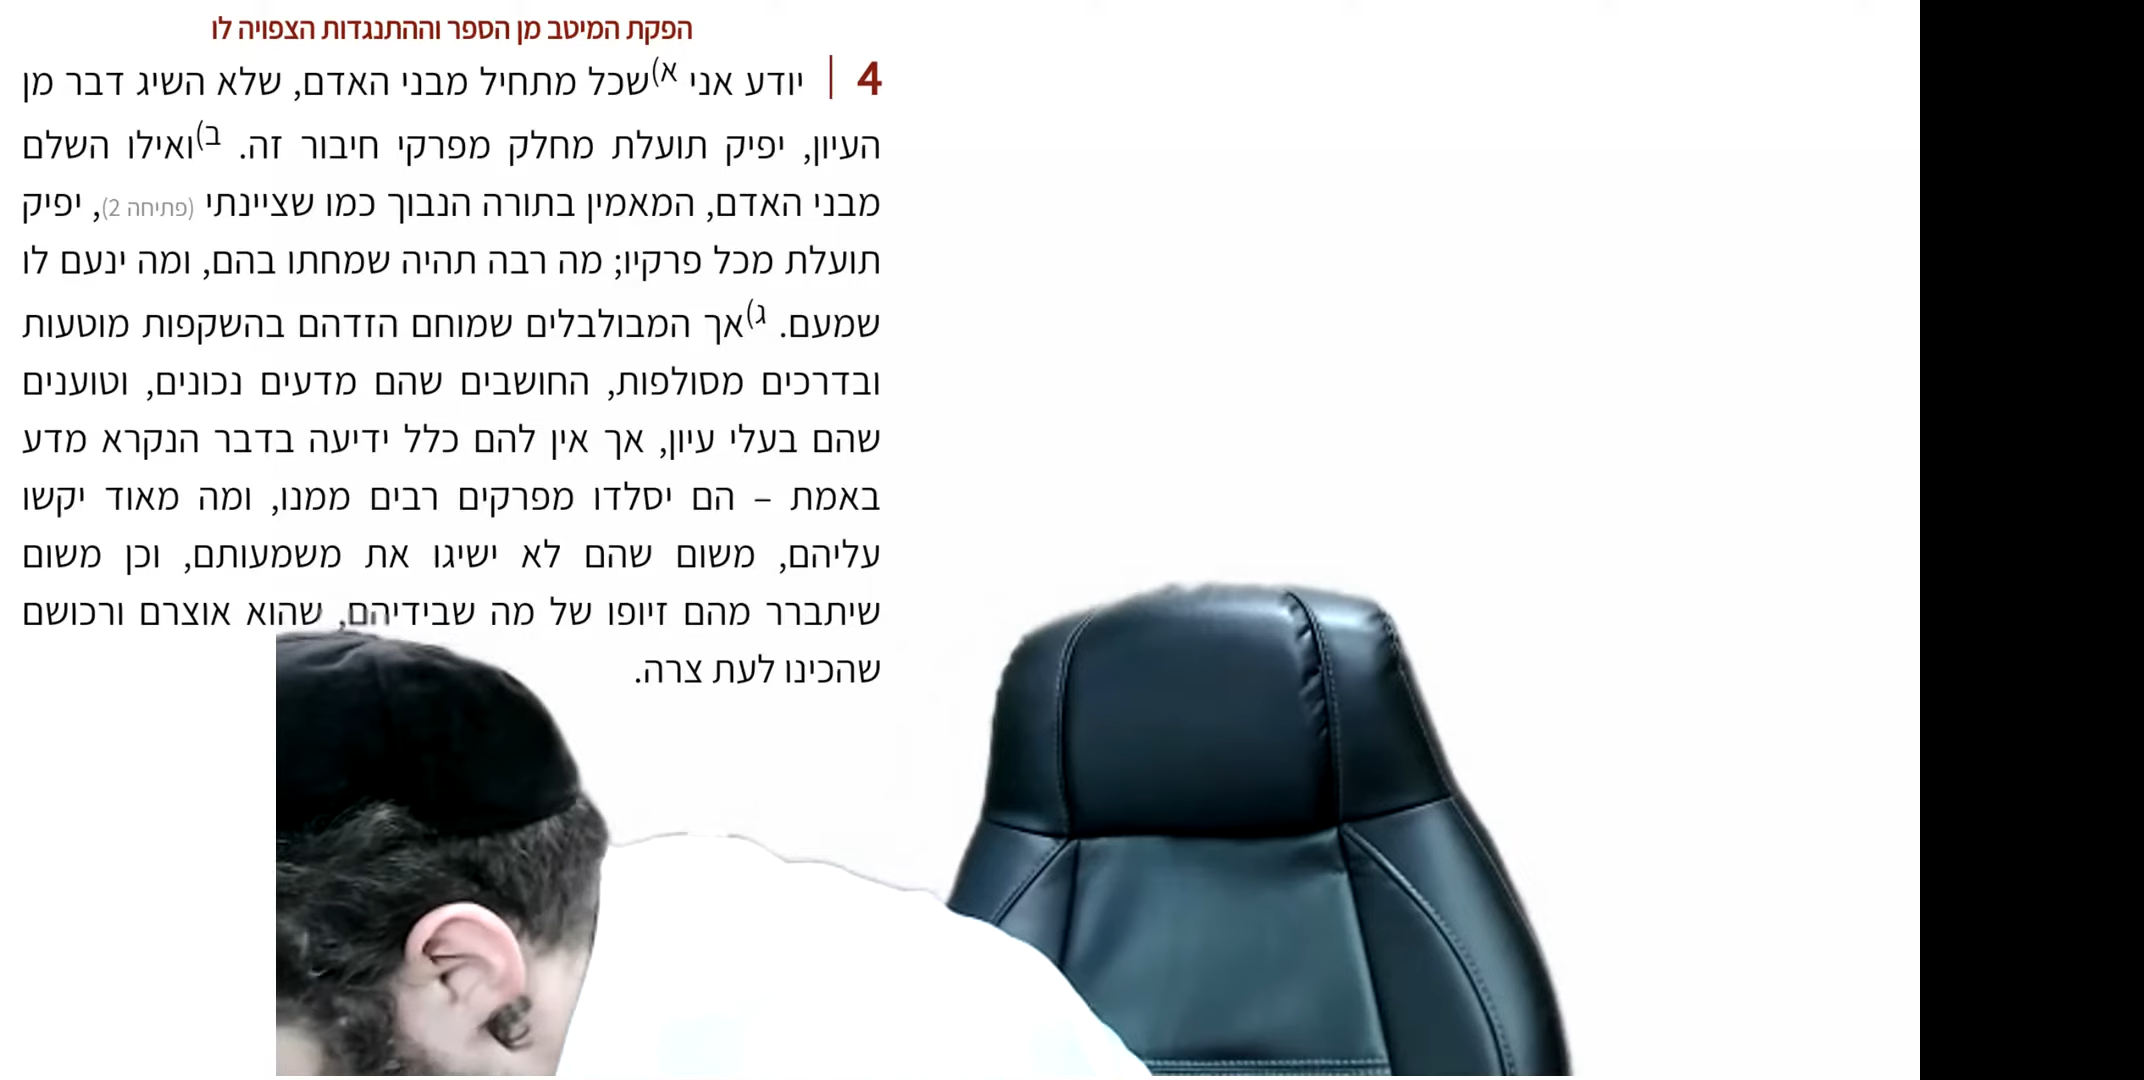 הפקת המיטב מן הספר וההתנגדות הצפויה לו
4 | יודע אני א)שכל מתחיל מבני האדם, שלא השיג דבר מן
העיון, יפיק תועלת מחלק מפרקי חיבור זה. ב)ואילו השלם
מבני האדם, המאמין בתורה הנבוך כמו שציינתי (פתיחה 2), יפיק
תועלת מכל פרקיו; מה רבה תהיה שמחתו בהם, ומה ינעם לו
שמעם. ג)אך המבולבלים שמוחם הזדהם בהשקפות מוטעות
ובדרכים מסולפות, החושבים שהם מדעים נכונים, וטוענים
שהם בעלי עיון, אך אין להם כלל ידיעה בדבר הנקרא מדע
באמת – הם יסלדו מפרקים רבים ממנו, ומה מאוד יקשו
עליהם, משום שהם לא ישיגו את משמעותם, וכן משום
שיתברר מהם זיופו של מה שבידיהם, שהוא אוצרם ורכושם
שהכינו לעת צרה.